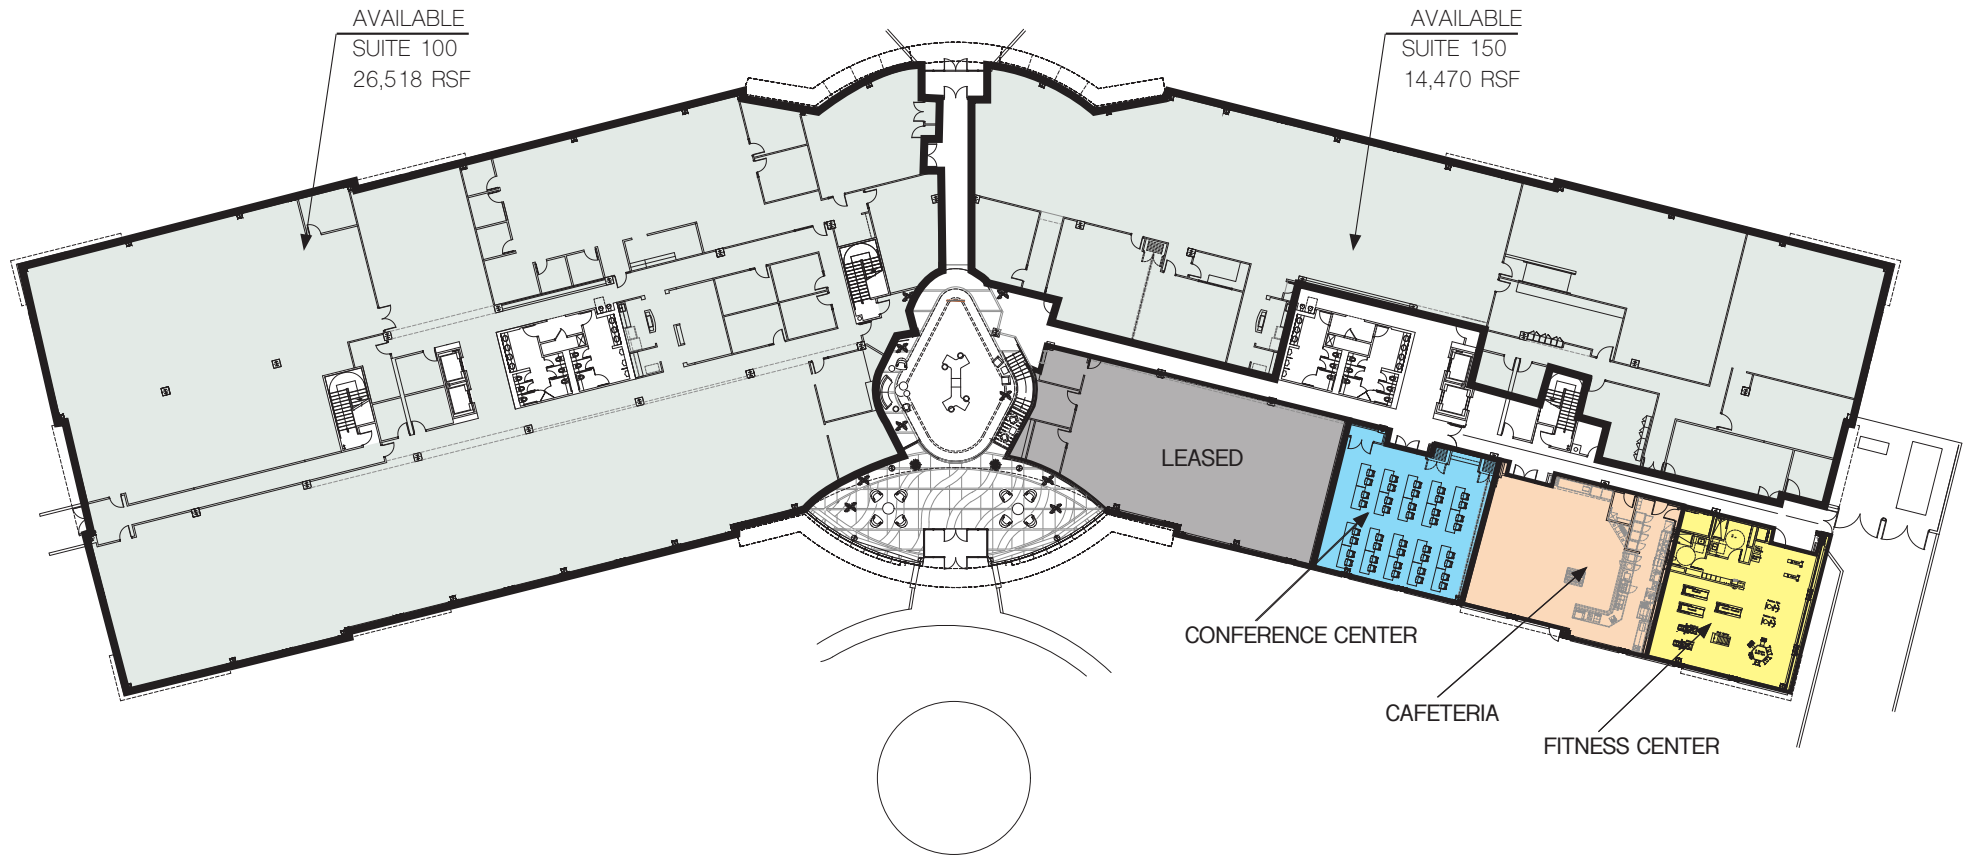 AVAILABLE
SUITE 100
26,518 RSF
AVAILABLE
SUITE 150
14,470 RSF
LEASED
CONFERENCE CENTER
CAFETERIA
FITNESS CENTER